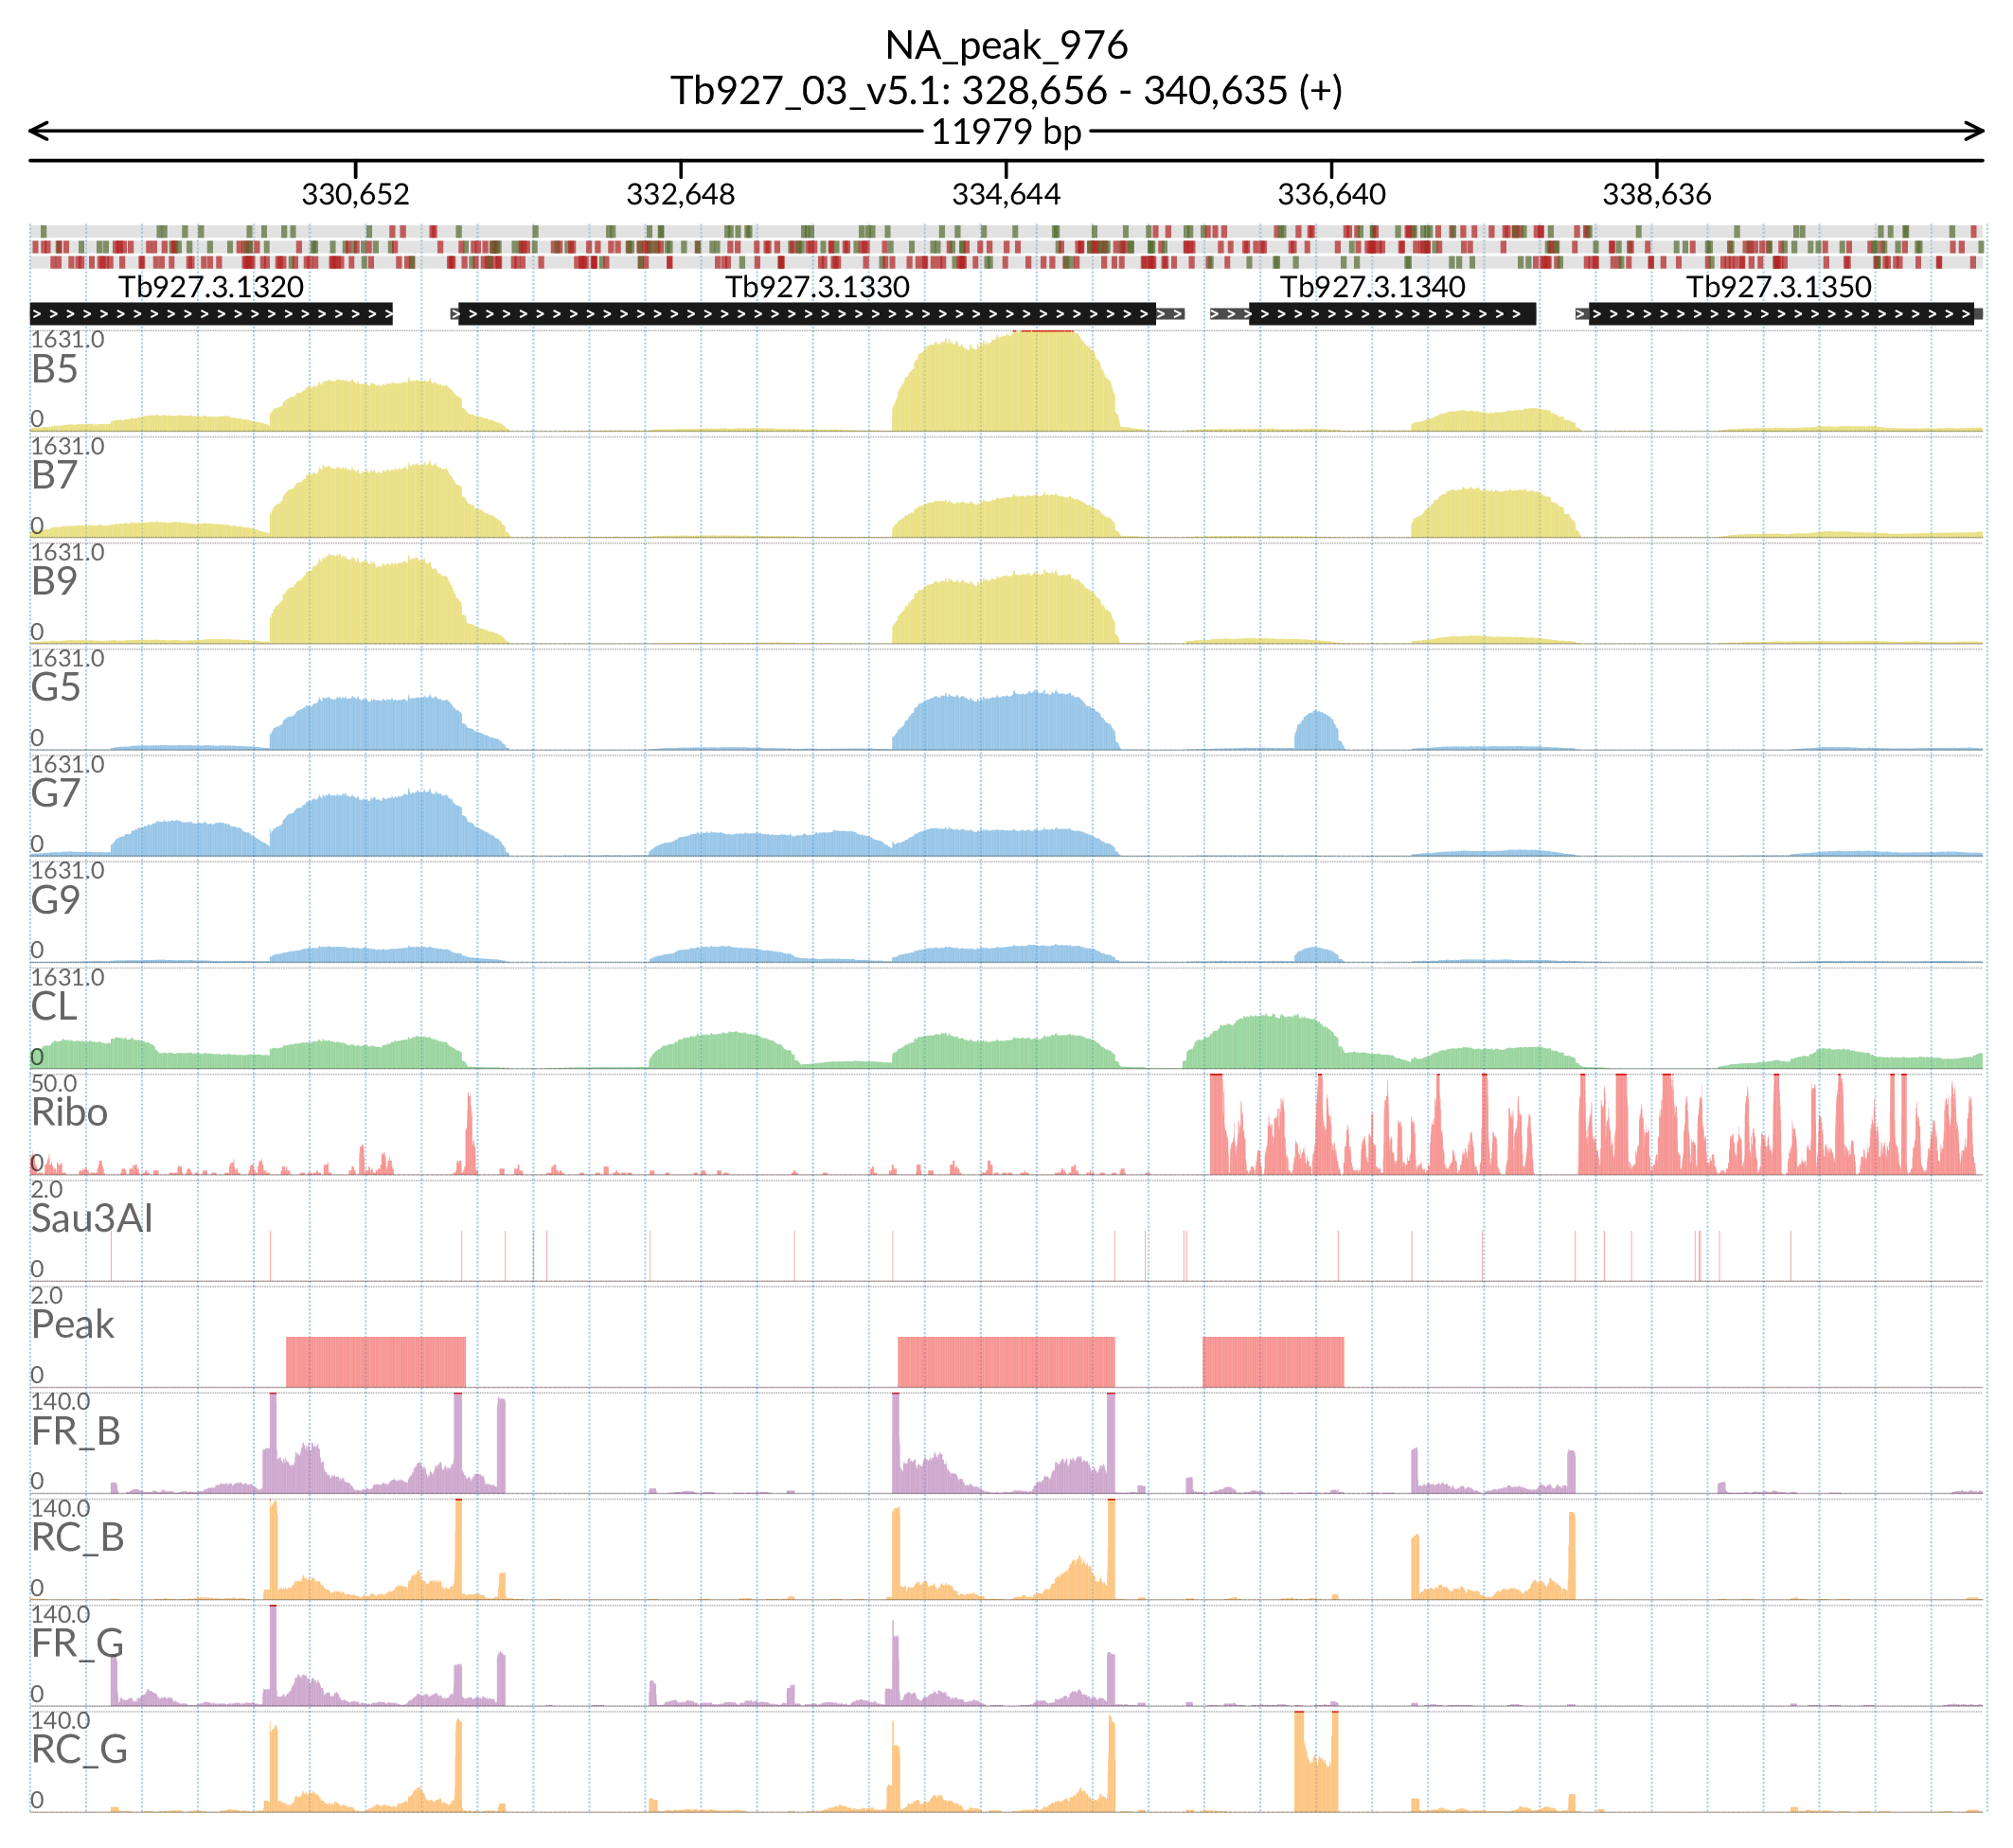 NA_peak_976
Tb927_03_v5.1: 328,656 - 340,635 (+)
11979 bp
330,652 332,648 334,644 336,640 338,636
Tb927.3.1320 Tb927.3.1330 Tb927.3.1340 Tb927.3.1350
1631.0
B5
0
1631.0
B7
0
1631.0
B9
0
1631.0
G5
0
1631.0
G7
0
1631.0
G9
0
1631.0
CL
0
50.0
Ribo
0
2.0
Sau3AI
0
2.0
Peak
0
140.0
FR_B
0
140.0
RC_B
0
140.0
FR_G
0
140.0
RC_G
0